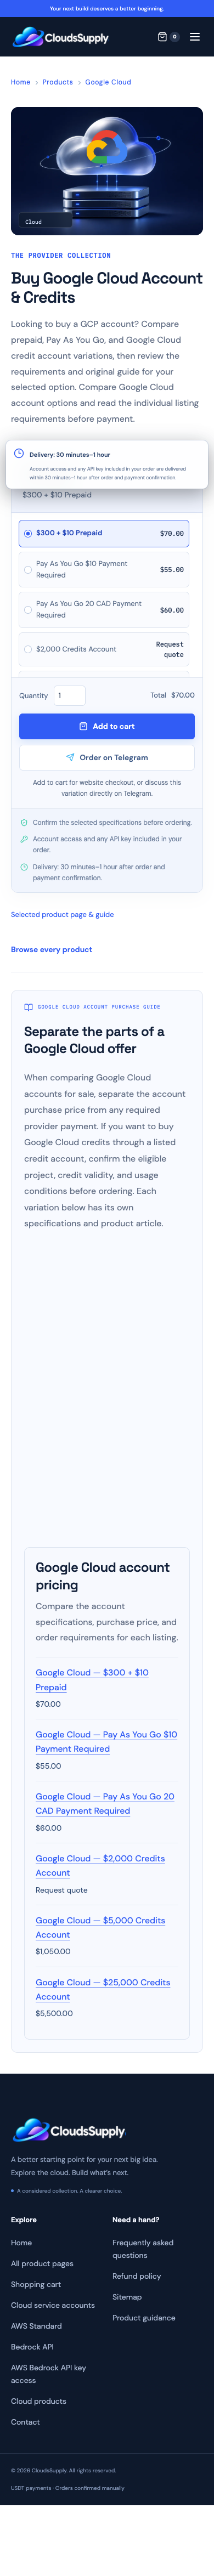 Your next build deserves a better beginning.
CloudsSupply
0
Home > Products > Google Cloud
Cloud
THE PROVIDER COLLECTION
Buy Google Cloud Account
& Credits
Looking to buy a GCP account? Compare
prepaid, Pay As You Go, and Google Cloud
credit account variations, then review the
requirements and original guide for your
selected option. Compare Google Cloud
account options and read the individual listing
requirements before payment.
Delivery: 30 minutes–1 hour
Account access and any API key included in your order are delivered
within 30 minutes–1 hour after order and payment confirmation.
$300 + $10 Prepaid
$300 + $10 Prepaid $70.00
Pay As You Go $10 Payment
Required
$55.00
Pay As You Go 20 CAD Payment
Required
$60.00
$2,000 Credits Account
Request
quote
Quantity 1 Total $70.00
Add to cart
Order on Telegram
Add to cart for website checkout, or discuss this
variation directly on Telegram.
Confirm the selected specifications before ordering.
Account access and any API key included in your
order.
Delivery: 30 minutes–1 hour after order and
payment confirmation.
Selected product page & guide
Browse every product
GOOGLE CLOUD ACCOUNT PURCHASE GUIDE
Separate the parts of a
Google Cloud offer
When comparing Google Cloud
accounts for sale, separate the account
purchase price from any required
provider payment. If you want to buy
Google Cloud credits through a listed
credit account, confirm the eligible
project, credit validity, and usage
conditions before ordering. Each
variation below has its own
specifications and product article.
Google Cloud account
pricing
Compare the account
specifications, purchase price, and
order requirements for each listing.
Google Cloud — $300 + $10
Prepaid
$70.00
Google Cloud — Pay As You Go $10
Payment Required
$55.00
Google Cloud — Pay As You Go 20
CAD Payment Required
$60.00
Google Cloud — $2,000 Credits
Account
Request quote
Google Cloud — $5,000 Credits
Account
$1,050.00
Google Cloud — $25,000 Credits
Account
$5,500.00
CloudsSupply
A better starting point for your next big idea.
Explore the cloud. Build what's next.
A considered collection. A clearer choice.
Explore
Home
All product pages
Shopping cart
Cloud service accounts
AWS Standard
Bedrock API
AWS Bedrock API key
access
Cloud products
Contact
Need a hand?
Frequently asked
questions
Refund policy
Sitemap
Product guidance
© 2026 CloudsSupply. All rights reserved.
USDT payments · Orders confirmed manually